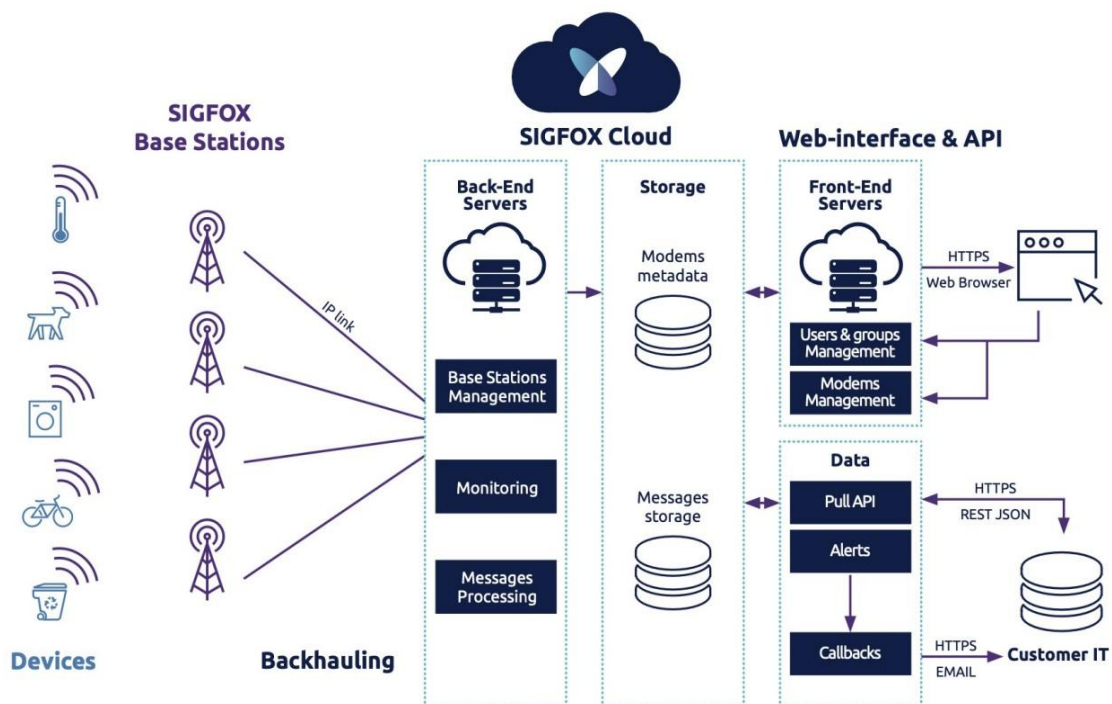 SIGFOX
Base Stations
SIGFOX Cloud
Web-interface & API
Back-End
Servers
Storage
Front-End
Servers
Modems
metadata
HTTPS
Web Browser
IP link
Users & groups
Management
Modems
Management
Base Stations
Management
Data
Monitoring
Messages
storage
Pull API
HTTPS
REST JSON
Alerts
Messages
Processing
Devices
Backhauling
Callbacks
HTTPS
EMAIL
Customer IT